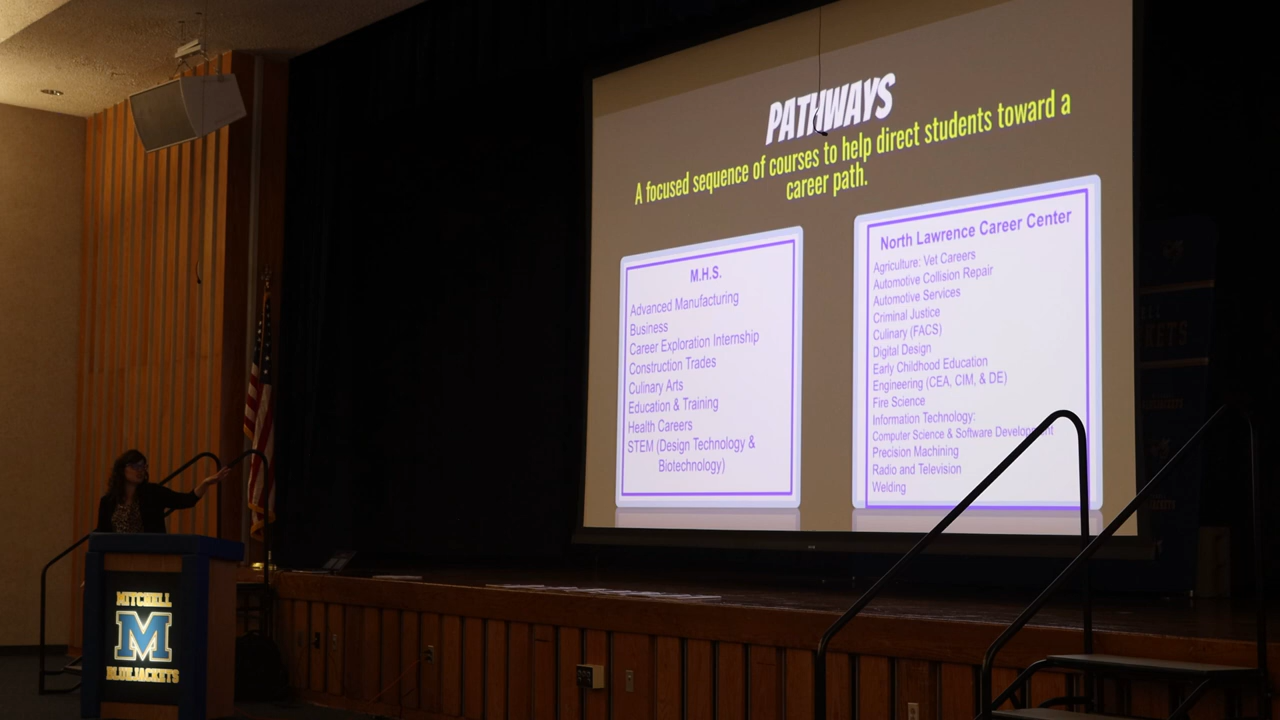 PATHWAYS
A focused sequence of courses to help direct students toward a
career path.
M.H.S.
Advanced Manufacturing
Business
Career Exploration Internship
Construction Trades
Culinary Arts
Education & Training
Health Careers
STEM (Design Technology &
Biotechnology)
North Lawrence Career Center
Agriculture: Vet Careers
Automotive Collision Repair
Automotive Services
Criminal Justice
Culinary (FACS)
Digital Design
Early Childhood Education
Engineering (CEA, CIM, & DE)
Fire Science
Information Technology:
Computer Science & Software Development
Precision Machining
Radio and Television
Welding
MITCHELL
M
BLUEJACKETS